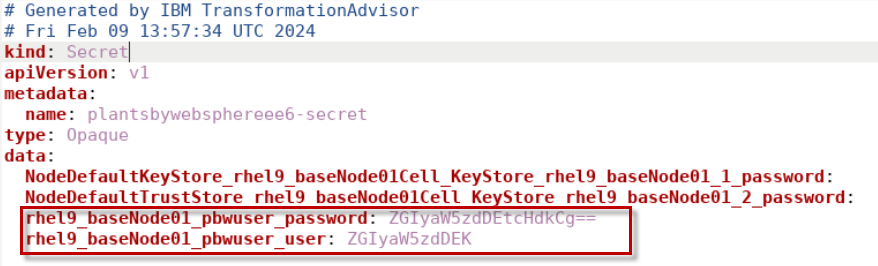 # Generated by IBM TransformationAdvisor
# Fri Feb 09 13:57:34 UTC 2024
kind: Secret
apiVersion: v1
metadata:
  name: plantsbywebsphereee6-secret
type: Opaque
data:
  NodeDefaultKeyStore_rhel9_baseNode01Cell_KeyStore_rhel9_baseNode01_1_password:
  NodeDefaultTrustStore_rhel9_baseNode01Cell_KeyStore_rhel9_baseNode01_2_password:
  rhel9_baseNode01_pbwuser_password: ZGIyaW5zdDEtcHdkCg==
  rhel9_baseNode01_pbwuser_user: ZGIyaW5zdDEK